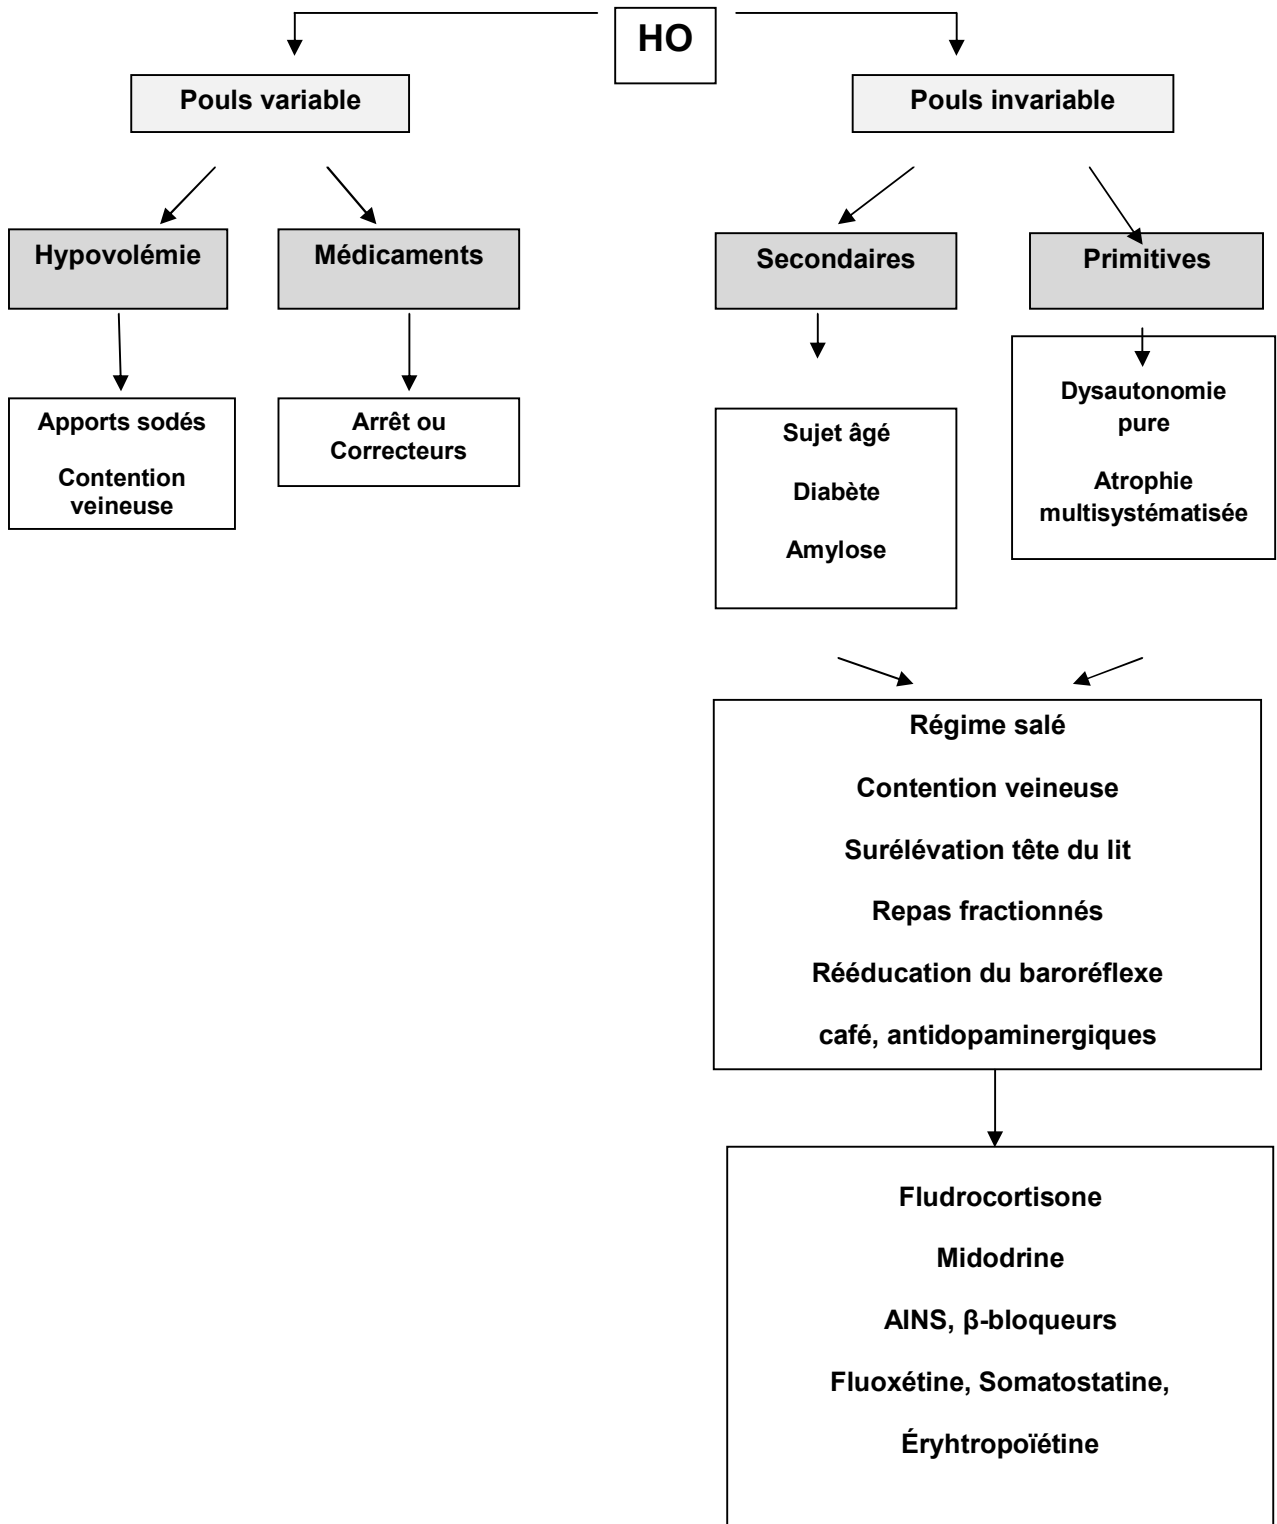 HO
Pouls variable
Pouls invariable
Hypovolémie
Médicaments
Secondaires
Primitives
Apports sodés
Contention
veineuse
Arrêt ou
Correcteurs
Sujet âgé
Diabète
Amylose
Dysautonomie
pure
Atrophie
multisystématisée
Régime salé
Contention veineuse
Surélévation tête du lit
Repas fractionnés
Rééducation du baroréflexe
café, antidopaminergiques
Fludrocortisone
Midodrine
AINS, β-bloqueurs
Fluoxétine, Somatostatine,
Éryhtropoïétine